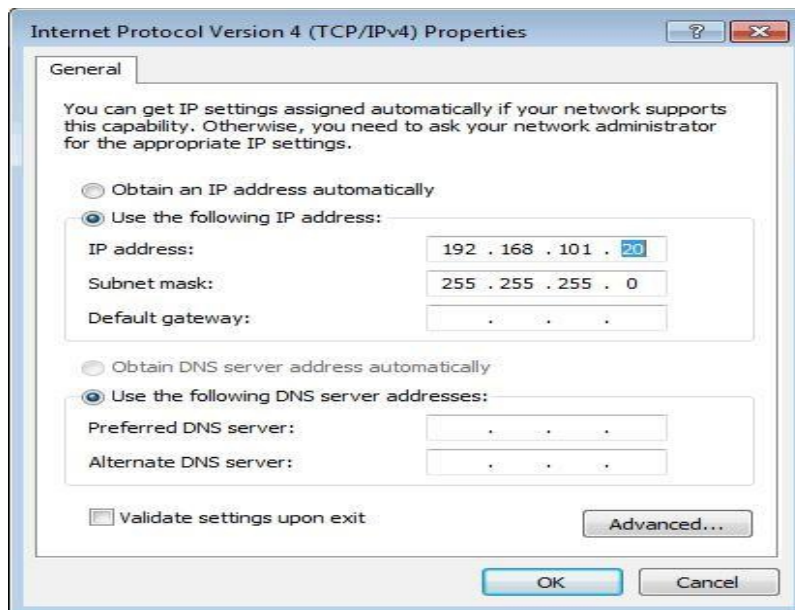 Internet Protocol Version 4 (TCP/IPv4) Properties
General
You can get IP settings assigned automatically if your network supports
this capability. Otherwise, you need to ask your network administrator
for the appropriate IP settings.
Obtain an IP address automatically
Use the following IP address:
IP address: 192 . 168 . 101 . 20
Subnet mask: 255 . 255 . 255 . 0
Default gateway: . . .
Obtain DNS server address automatically
Use the following DNS server addresses:
Preferred DNS server: . . .
Alternate DNS server: . . .
Validate settings upon exit
Advanced...
OK Cancel